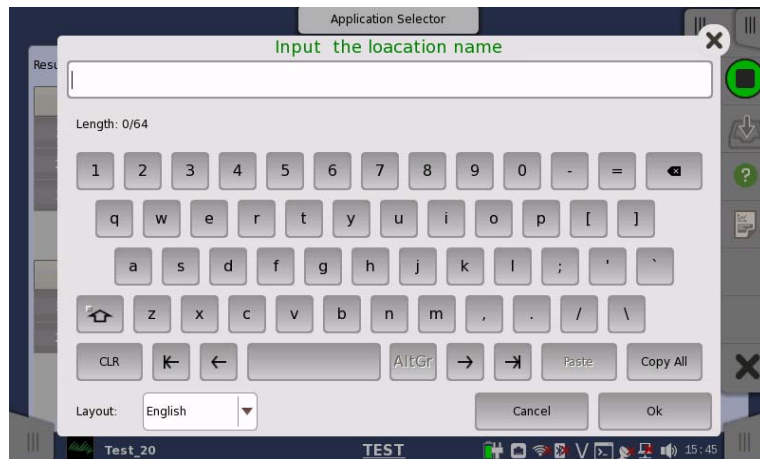 Application Selector
Input the loacation name
Resu
Length: 0/64
1 2 3 4 5 6 7 8 9 0 - =
q w e r t y u i o p [ ]
a s d f g h j k l ; ' `
z x c v b n m , . / \
CLR AltGr Paste Copy All
Layout: English Cancel Ok
Test_20 TEST 15:45